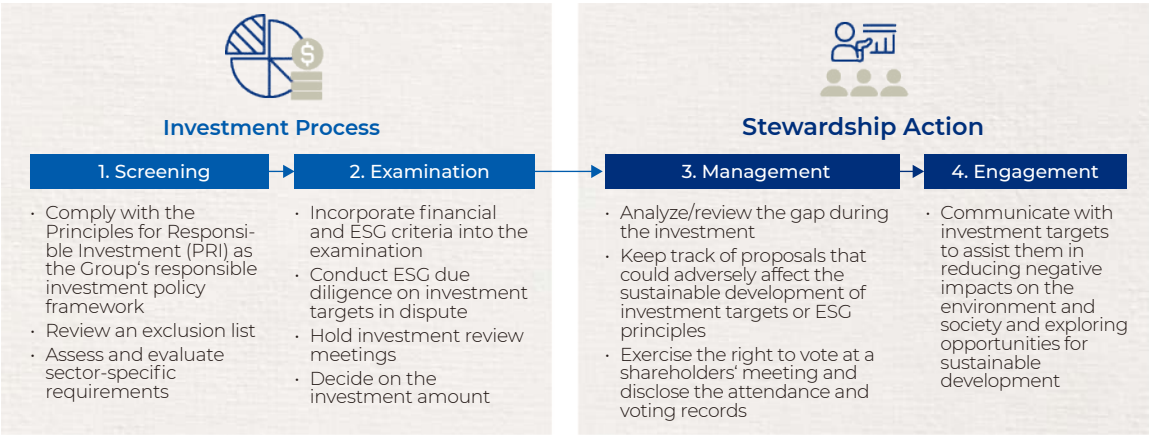 $
Investment Process
1. Screening
Comply with the
Principles for Responsi-
ble Investment (PRI) as
the Group‘s responsible
investment policy
framework
Review an exclusion list
Assess and evaluate
sector-specific
requirements
2. Examination
Incorporate financial
and ESG criteria into the
examination
Conduct ESG due
diligence on investment
targets in dispute
Hold investment review
meetings
Decide on the
investment amount
Stewardship Action
3. Management
Analyze/review the gap during
the investment
Keep track of proposals that
could adversely affect the
sustainable development of
investment targets or ESG
principles
Exercise the right to vote at a
shareholders‘ meeting and
disclose the attendance and
voting records
4. Engagement
Communicate with
investment targets
to assist them in
reducing negative
impacts on the
environment and
society and exploring
opportunities for
sustainable
development